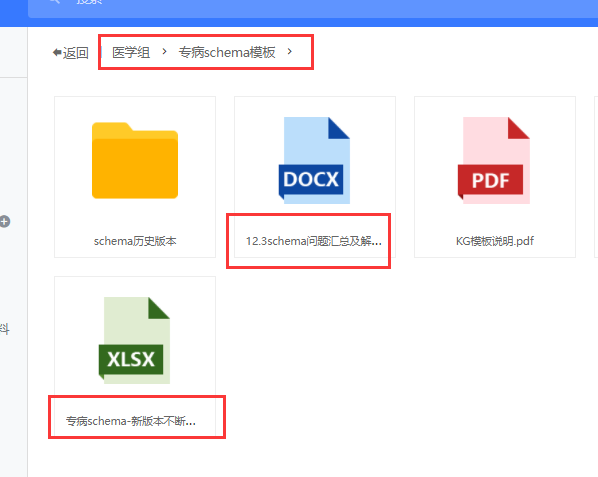 返回 医学组 > 专病schema模板 >
DOCX
PDF
schema历史版本
12.3schema问题汇总及解...
KG模板说明.pdf
料
XLSX
专病schema-新版本不断...